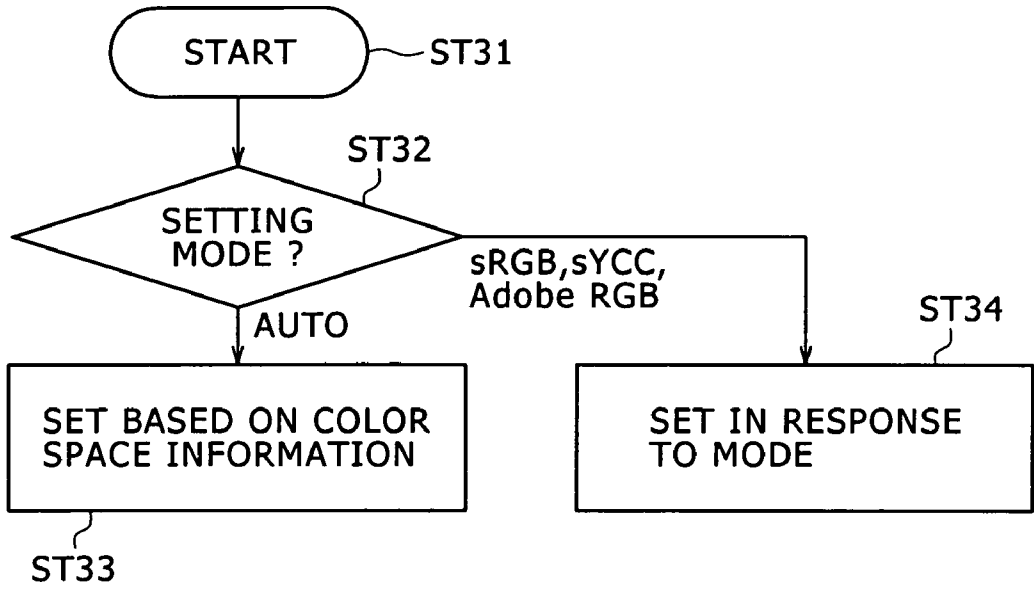 START
ST31
ST32
SETTING
MODE ?
sRGB,sYCC,
Adobe RGB
AUTO
ST34
SET BASED ON COLOR
SPACE INFORMATION
SET IN RESPONSE
TO MODE
ST33